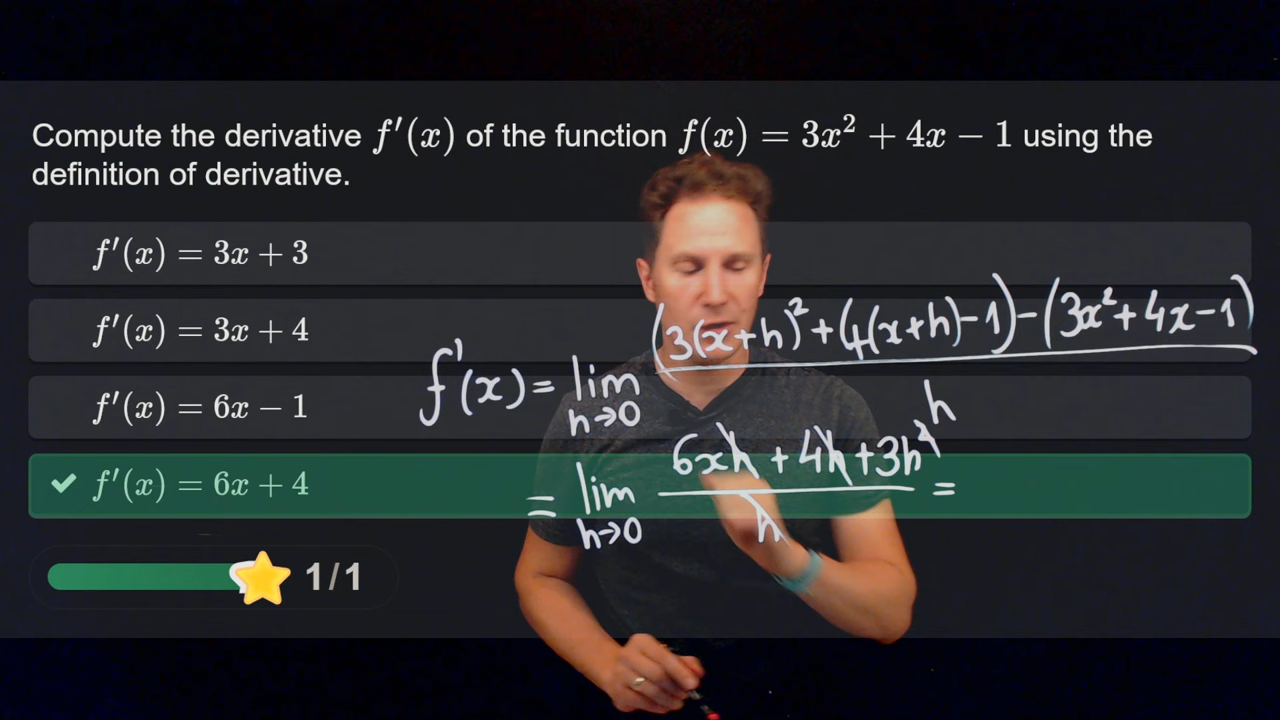 Compute the derivative f′(x) of the function f(x) = 3x² + 4x − 1 using the
definition of derivative.
f′(x) = 3x + 3
f′(x) = 3x + 4
f′(x) = 6x − 1
f′(x) = 6x + 4
f′(x) = lim h→0 (3(x+h)²+(4(x+h)−1)−(3x²+4x−1) / h
= lim h→0 6xh + 4h + 3h² / h =
1/1